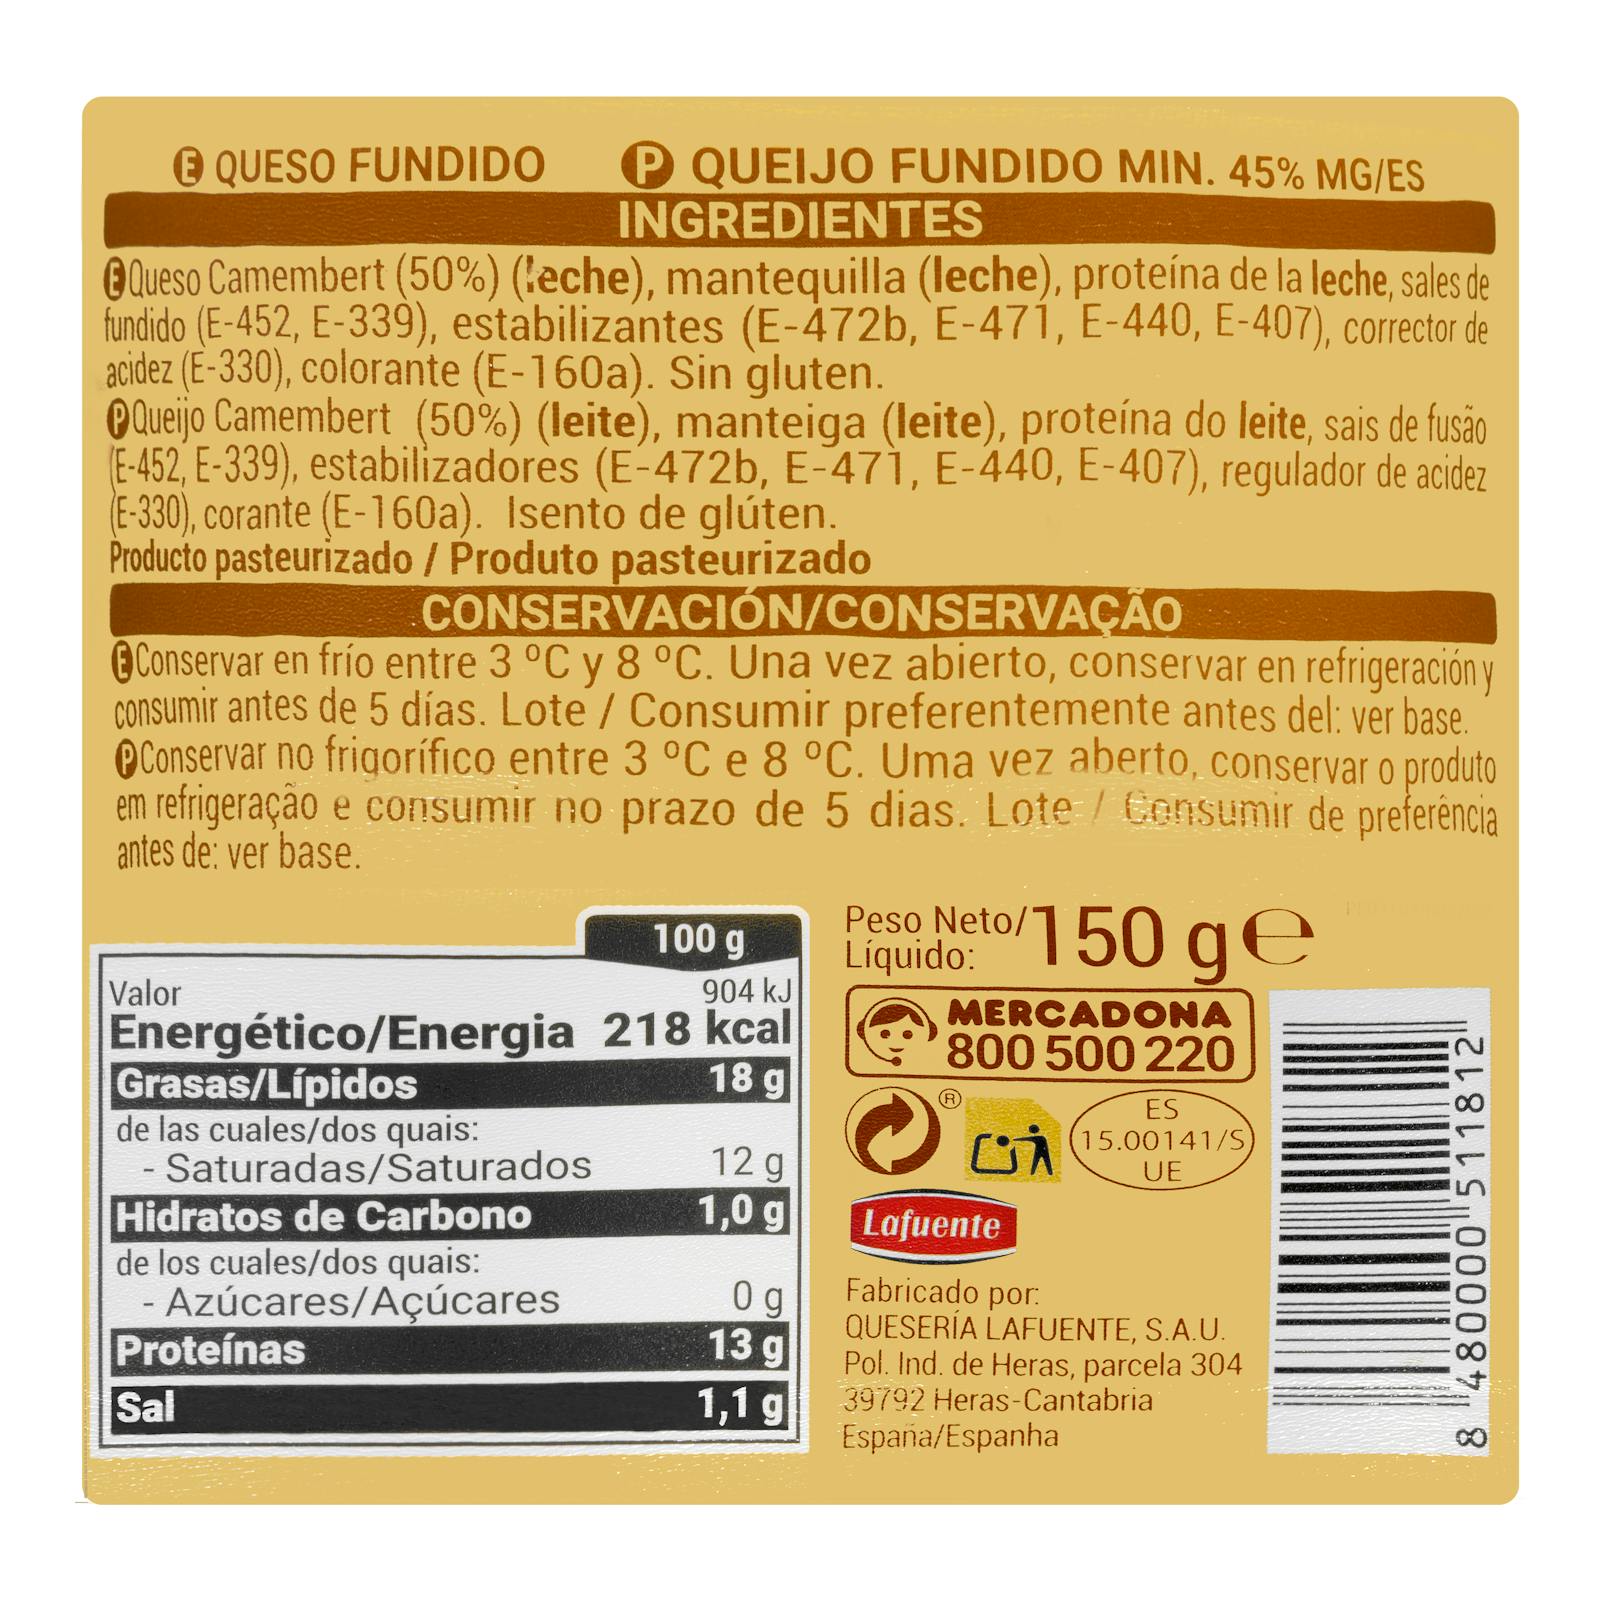 E QUESO FUNDIDO P QUEIJO FUNDIDO MIN. 45% MG/ES
INGREDIENTES
E Queso Camembert (50%) (leche), mantequilla (leche), proteína de la leche, sales de
fundido (E-452, E-339), estabilizantes (E-472b, E-471, E-440, E-407), corrector de
acidez (E-330), colorante (E-160a). Sin gluten.
P Queijo Camembert (50%) (leite), manteiga (leite), proteína do leite, sais de fusão
(E-452, E-339), estabilizadores (E-472b, E-471, E-440, E-407), regulador de acidez
(E-330), corante (E-160a). Isento de glúten.
Producto pasteurizado / Produto pasteurizado
CONSERVACIÓN/CONSERVAÇÃO
E Conservar en frío entre 3 ºC y 8 ºC. Una vez abierto, conservar en refrigeración y
consumir antes de 5 días. Lote / Consumir preferentemente antes del: ver base.
P Conservar no frigorífico entre 3 ºC e 8 ºC. Uma vez aberto, conservar o produto
em refrigeração e consumir no prazo de 5 dias. Lote / Consumir de preferência
antes de: ver base.
100 g
Valor 904 kJ
Energético/Energia 218 kcal
Grasas/Lípidos 18 g
de las cuales/dos quais:
- Saturadas/Saturados 12 g
Hidratos de Carbono 1,0 g
de los cuales/dos quais:
- Azúcares/Açúcares 0 g
Proteínas 13 g
Sal 1,1 g
Peso Neto/
Líquido:
150 g e
MERCADONA
800 500 220
®
ES
15.00141/S
UE
Lafuente
Fabricado por:
QUESERÍA LAFUENTE, S.A.U.
Pol. Ind. de Heras, parcela 304
39792 Heras-Cantabria
España/Espanha
8 480000 511812